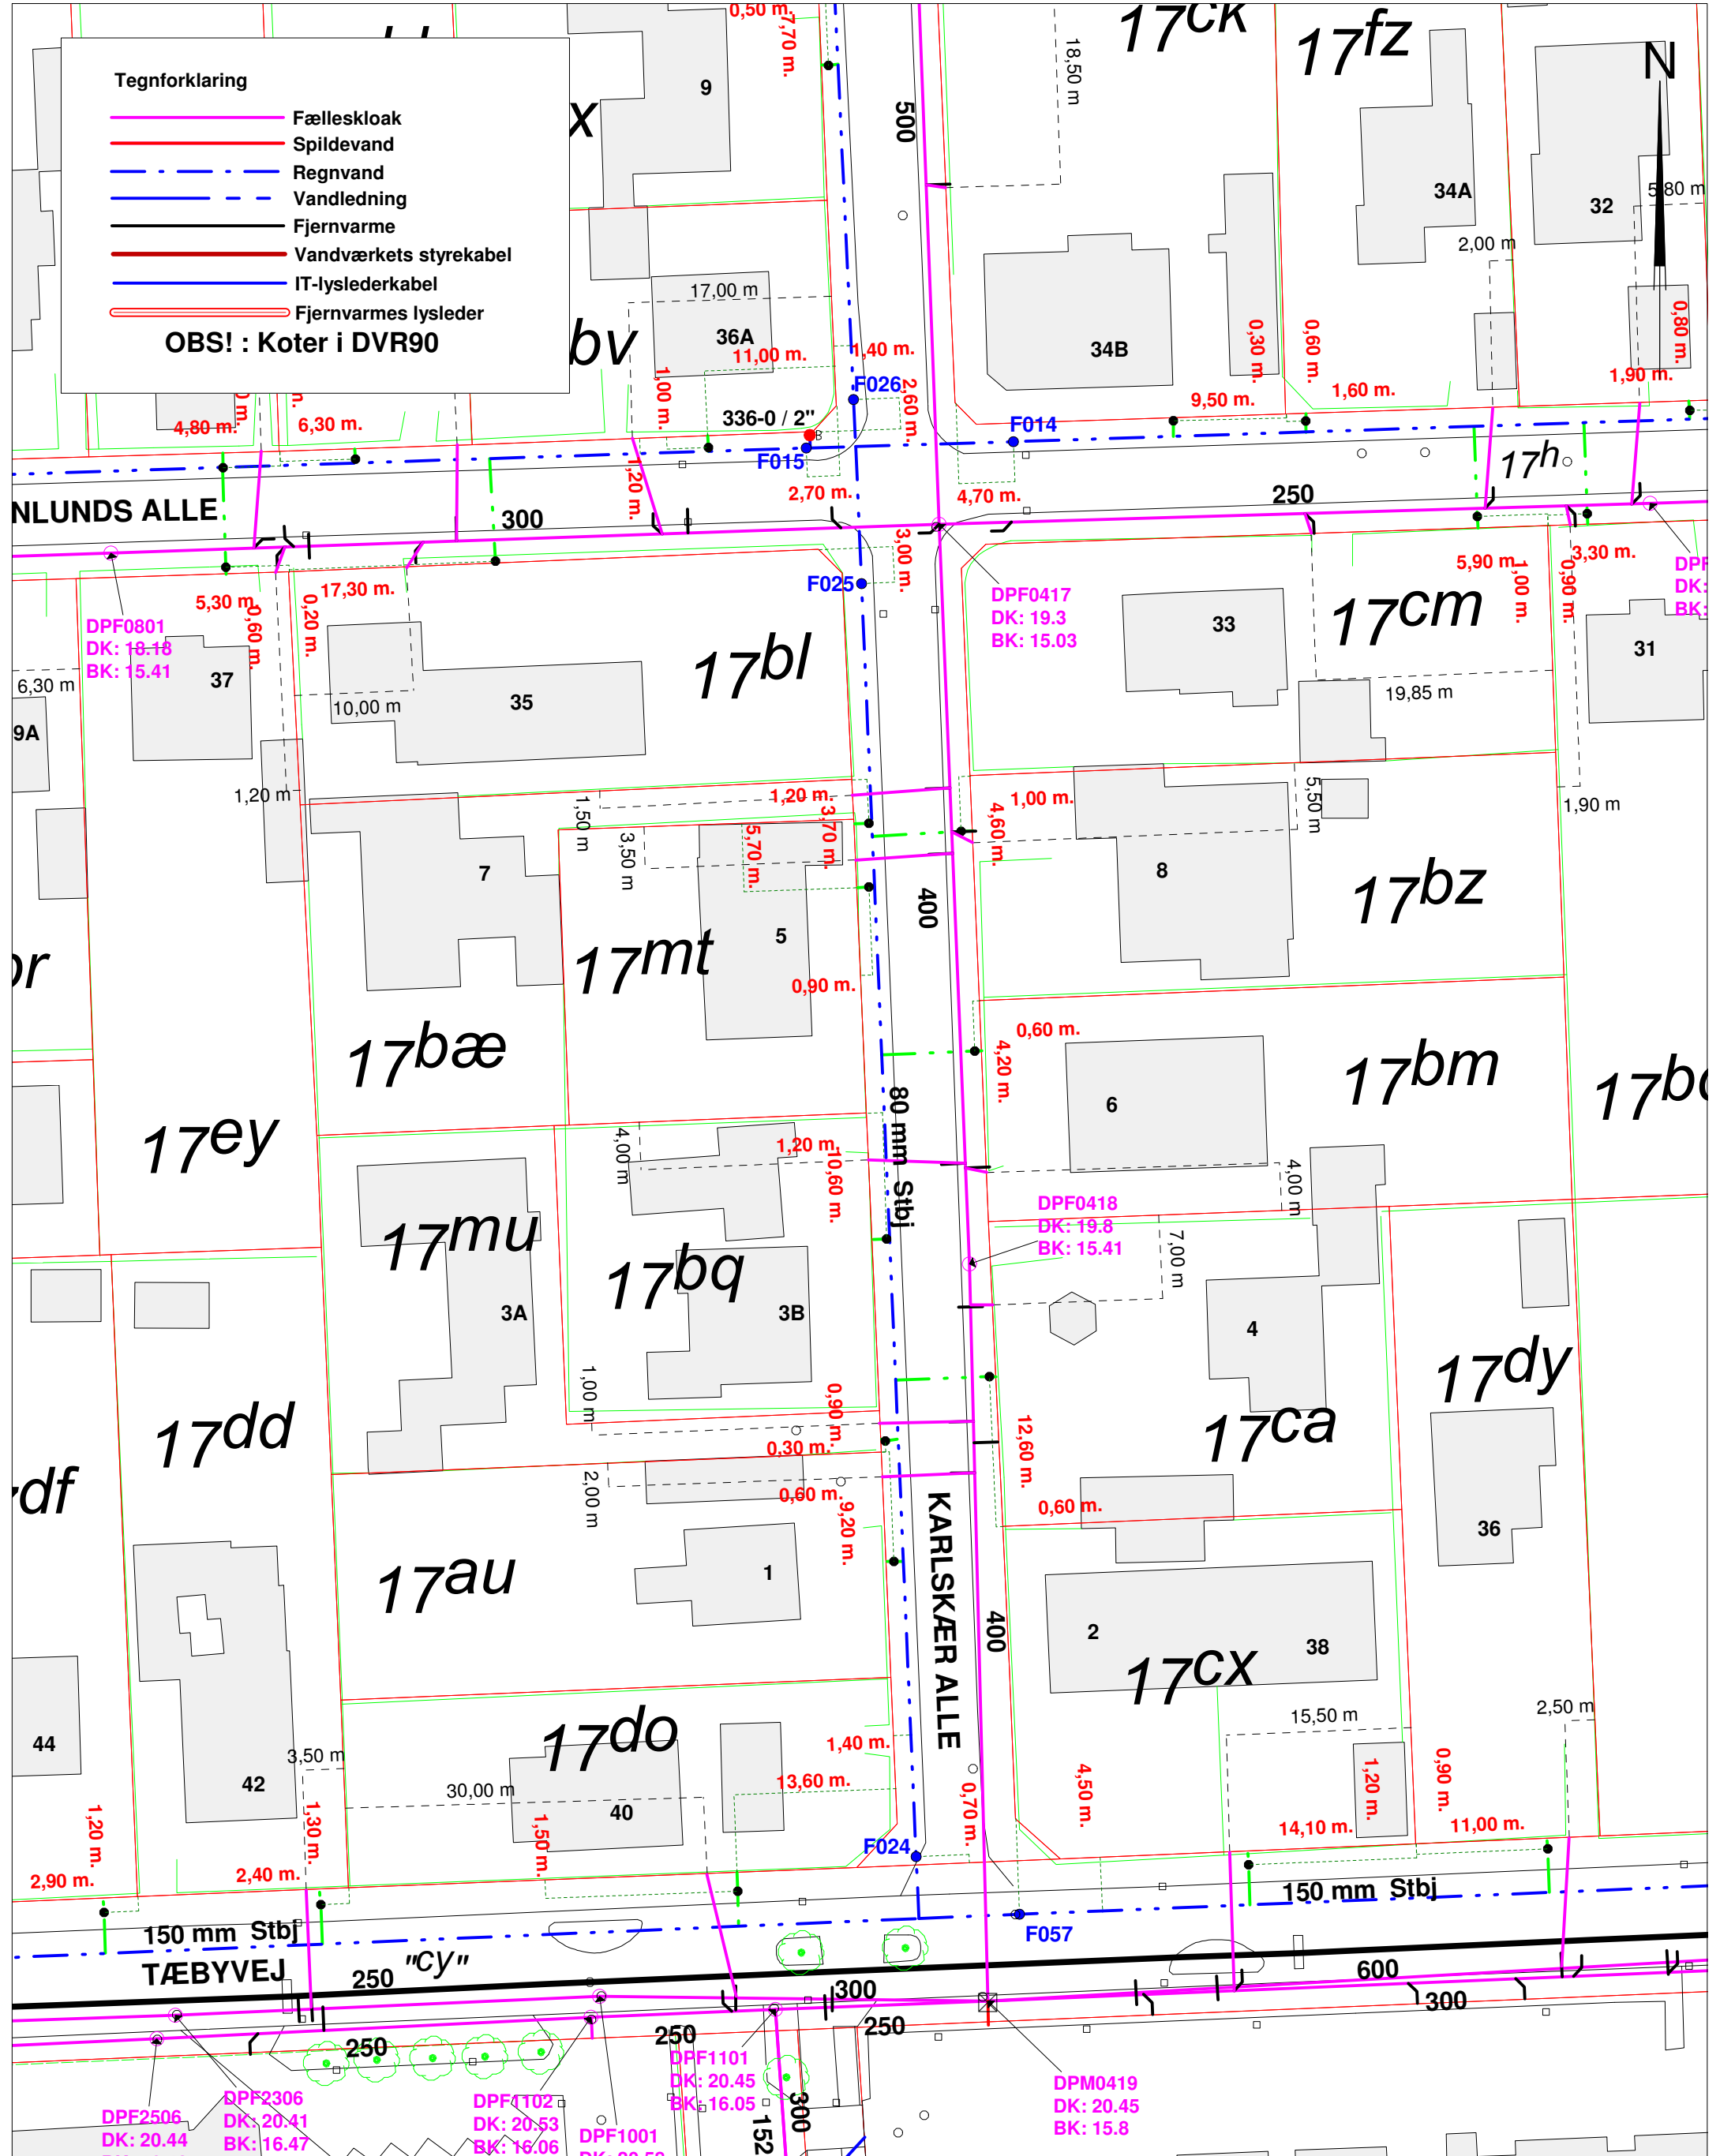 Tegnforklaring
Fælleskloak
Spildevand
Regnvand
Vandledning
Fjernvarme
Vandværkets styrekabel
IT-lyslederkabel
Fjernvarmes lysleder
OBS! : Koter i DVR90
0,50 m.
7,70 m.
9
500
18,50 m
17ck
17fz
N
34A
32
5,80 m
2,00 m
17,00 m
36A
bv
x
11,00 m.
1,40 m.
1,00 m.
2,60 m.
34B
0,30 m.
0,60 m.
0,80 m.
9,50 m.
1,60 m.
1,90 m.
F026
F014
336-0 / 2"
F015
4,80 m.
6,30 m.
1,20 m.
2,70 m.
4,70 m.
17h
250
NLUNDS ALLE
300
3,00 m.
F025
5,90 m.
1,00 m.
0,90 m.
3,30 m.
DPF0801
DK: 18.18
BK: 15.41
5,30 m.
0,60 m.
0,20 m.
17,30 m.
DPF0417
DK: 19.3
BK: 15.03
33
17cm
31
37
6,30 m
9A
10,00 m
35
17bl
19,85 m
1,20 m
1,50 m
3,50 m
1,20 m.
3,70 m.
5,70 m.
1,00 m.
4,60 m.
5,50 m
1,90 m
7
5
8
400
17bz
17mt
0,90 m.
17bæ
0,60 m.
4,20 m.
6
17bm
17ey
80 mm Stbj
4,00 m
1,20 m.
10,60 m.
4,00 m
17mu
17bq
DPF0418
DK: 19.8
BK: 15.41
7,00 m
3A
3B
4
17dy
1,00 m
0,90 m.
17dd
17ca
0,30 m.
12,60 m.
df
2,00 m
0,60 m.
9,20 m.
0,60 m.
36
17au
1
KARLSKÆR ALLE
400
2
38
17cx
44
42
3,50 m
17do
1,40 m.
15,50 m
2,50 m
30,00 m
13,60 m.
40
1,20 m.
1,30 m.
1,50 m.
0,70 m.
4,50 m.
1,20 m.
0,90 m.
14,10 m.
11,00 m.
F024
2,90 m.
2,40 m.
150 mm Stbj
150 mm Stbj
F057
TÆBYVEJ
250
"cy"
300
600
300
250
250
250
DPF1101
DK: 20.45
BK: 16.05
DPM0419
DK: 20.45
BK: 15.8
DPF2506
DK: 20.44
DPF2306
DK: 20.41
BK: 16.47
DPF1102
DK: 20.53
BK: 16.06
DPF1001
300
152